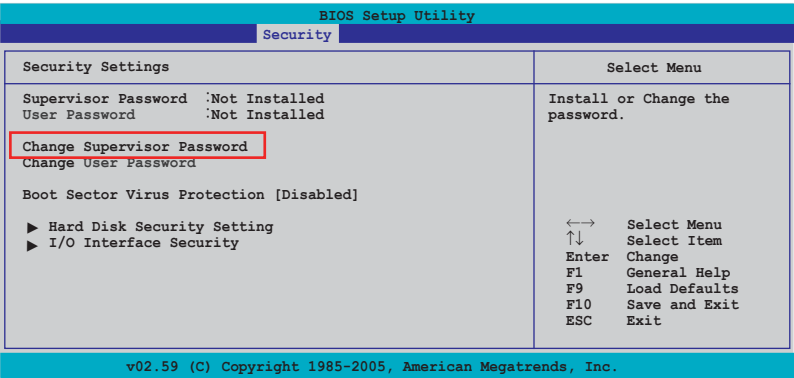 BIOS Setup Utility
Security
Security Settings
Supervisor Password :Not Installed
User Password :Not Installed
Change Supervisor Password
Change User Password
Boot Sector Virus Protection [Disabled]
▶ Hard Disk Security Setting
▶ I/O Interface Security
Select Menu
Install or Change the
password.
←→ Select Menu
↑↓ Select Item
Enter Change
F1 General Help
F9 Load Defaults
F10 Save and Exit
ESC Exit
v02.59 (C) Copyright 1985-2005, American Megatrends, Inc.